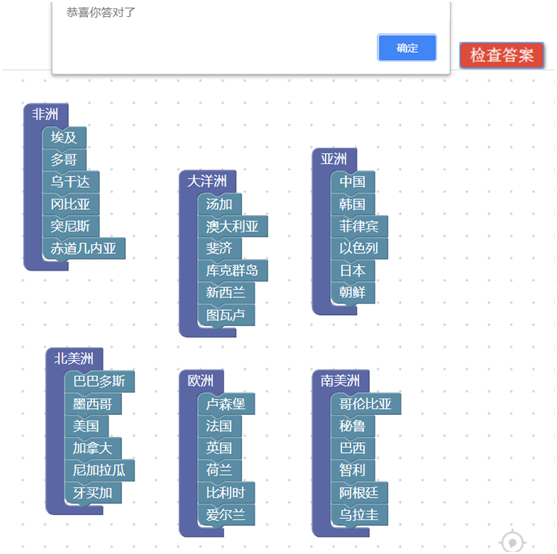 恭喜你答对了
确定
检查答案
非洲
埃及
多哥
乌干达
冈比亚
突尼斯
赤道几内亚
大洋洲
汤加
澳大利亚
斐济
库克群岛
新西兰
图瓦卢
亚洲
中国
韩国
菲律宾
以色列
日本
朝鲜
北美洲
巴巴多斯
墨西哥
美国
加拿大
尼加拉瓜
牙买加
欧洲
卢森堡
法国
英国
荷兰
比利时
爱尔兰
南美洲
哥伦比亚
秘鲁
巴西
智利
阿根廷
乌拉圭